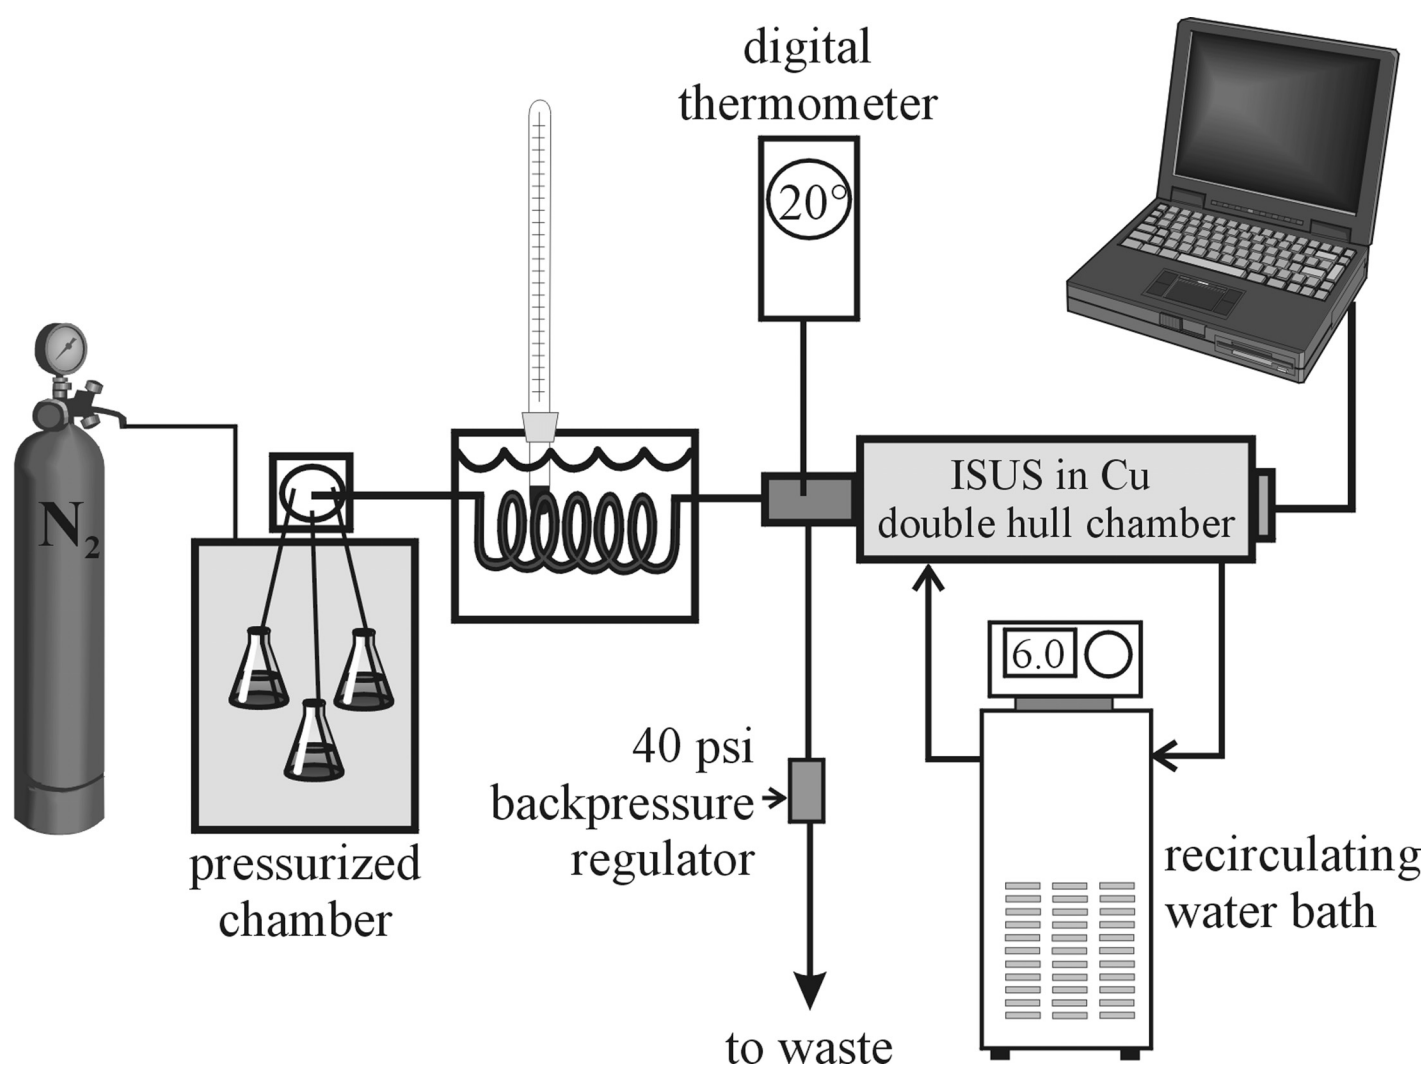 digital
thermometer
20°
N2
ISUS in Cu
double hull chamber
6.0
40 psi
backpressure
regulator
pressurized
chamber
recirculating
water bath
to waste